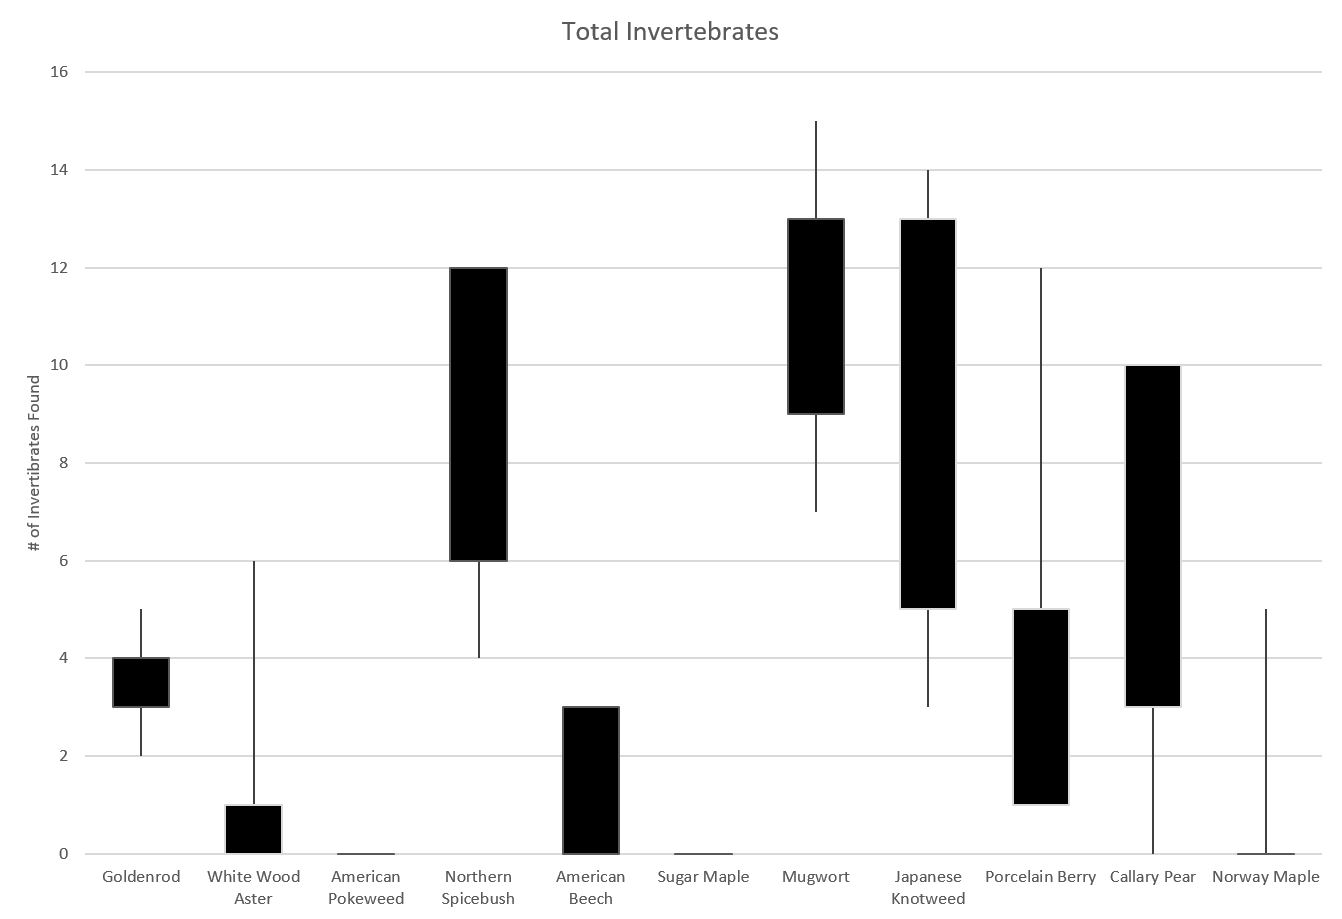 Total Invertebrates
16
14
12
10
8
6
4
2
0
# of Invertibrates Found
Goldenrod
White Wood
Aster
American
Pokeweed
Northern
Spicebush
American
Beech
Sugar Maple
Mugwort
Japanese
Knotweed
Porcelain Berry
Callary Pear
Norway Maple